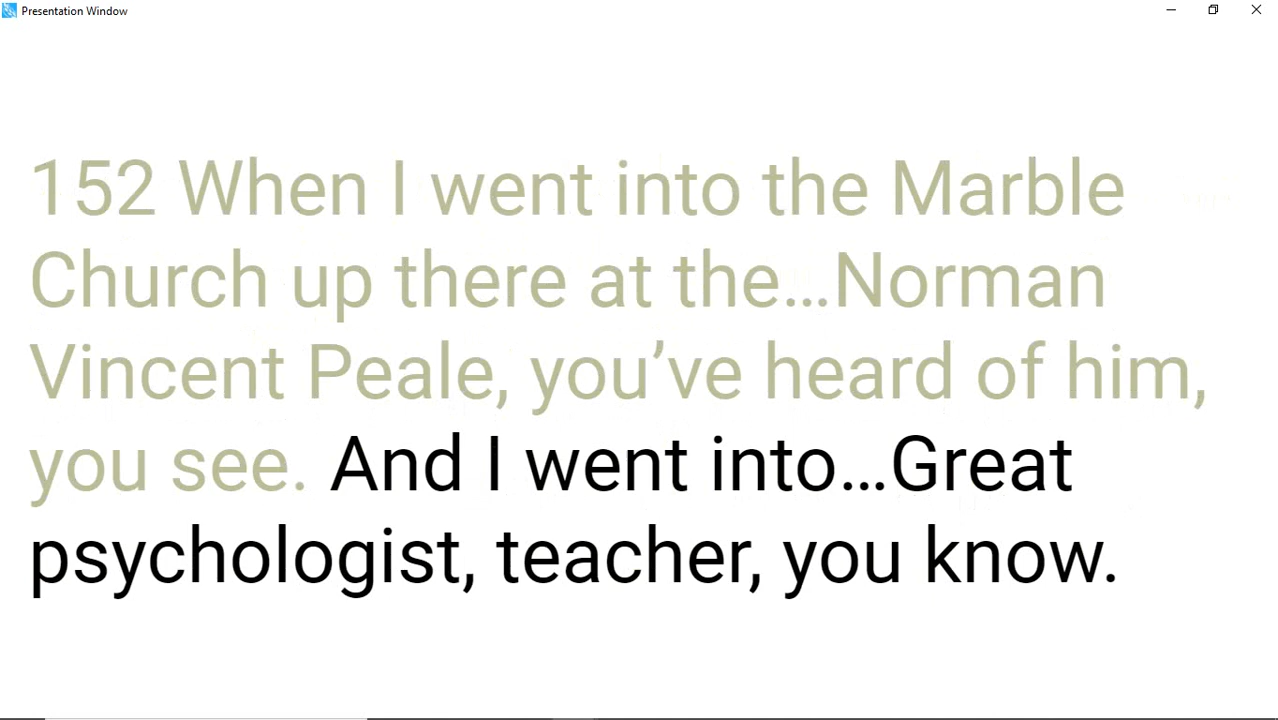 Presentation Window
152 When I went into the Marble
Church up there at the…Norman
Vincent Peale, you’ve heard of him,
you see. And I went into…Great
psychologist, teacher, you know.